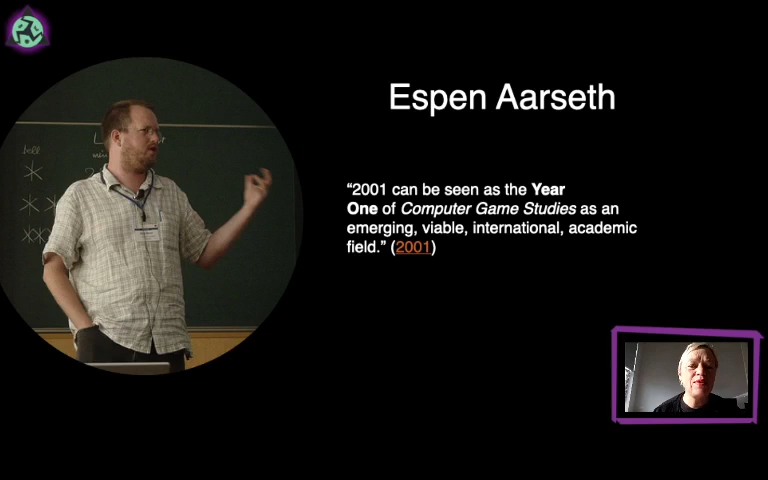 Espen Aarseth
“2001 can be seen as the Year
One of Computer Game Studies as an
emerging, viable, international, academic
field.” (2001)